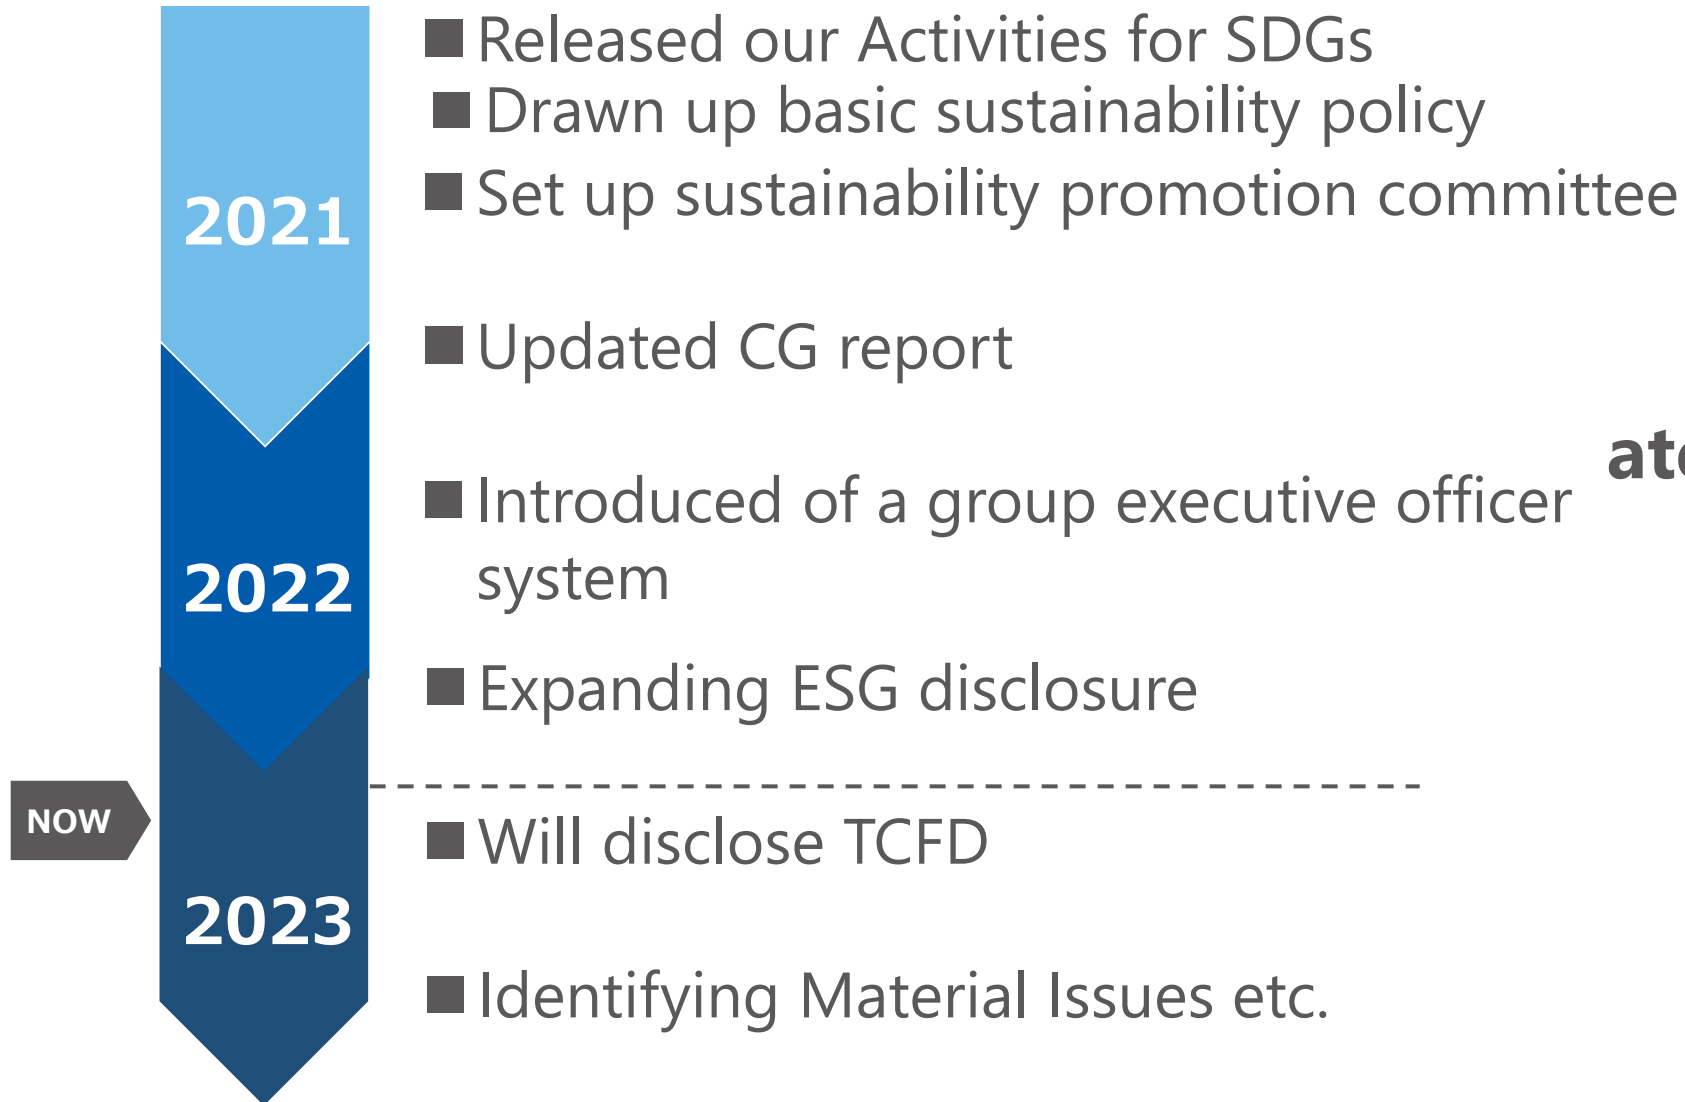 ■ Released our Activities for SDGs
■ Drawn up basic sustainability policy
■ Set up sustainability promotion committee
2021
■ Updated CG report
■ Introduced of a group executive officer
system
2022
■ Expanding ESG disclosure
NOW
■ Will disclose TCFD
2023
■ Identifying Material Issues etc.